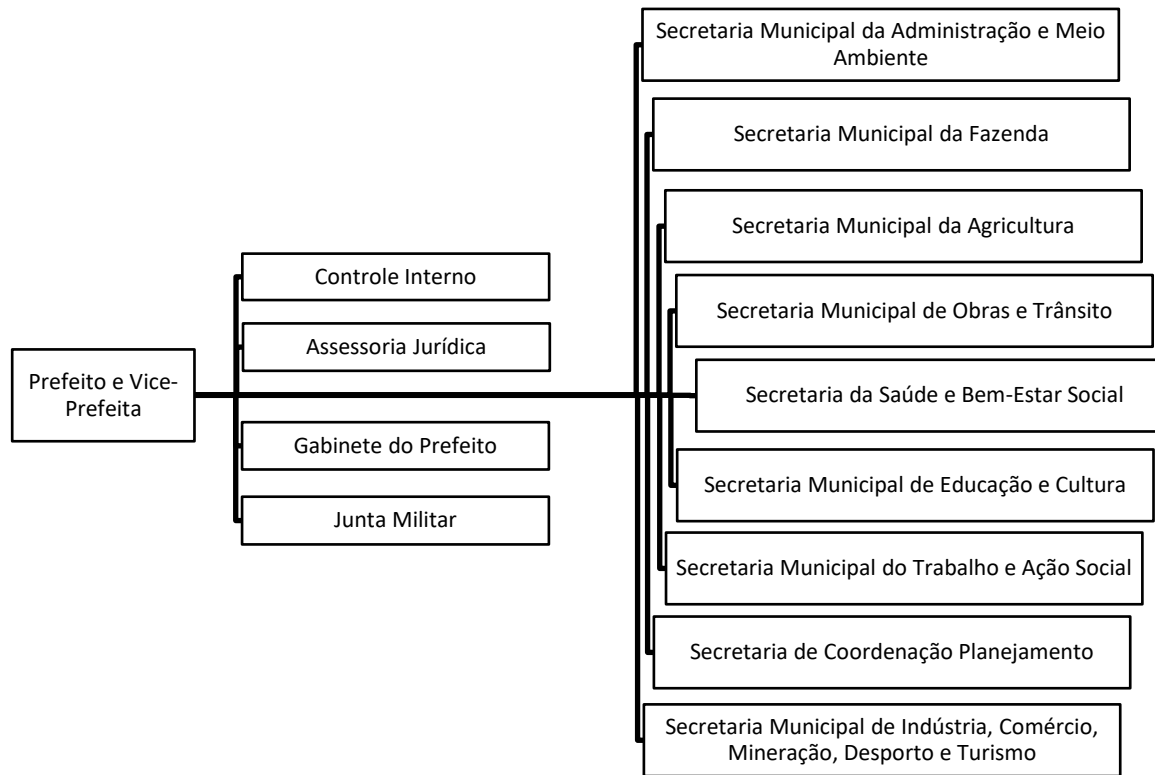 Prefeito e Vice-
Prefeita
Controle Interno
Assessoria Jurídica
Gabinete do Prefeito
Junta Militar
Secretaria Municipal da Administração e Meio
Ambiente
Secretaria Municipal da Fazenda
Secretaria Municipal da Agricultura
Secretaria Municipal de Obras e Trânsito
Secretaria da Saúde e Bem-Estar Social
Secretaria Municipal de Educação e Cultura
Secretaria Municipal do Trabalho e Ação Social
Secretaria de Coordenação Planejamento
Secretaria Municipal de Indústria, Comércio,
Mineração, Desporto e Turismo